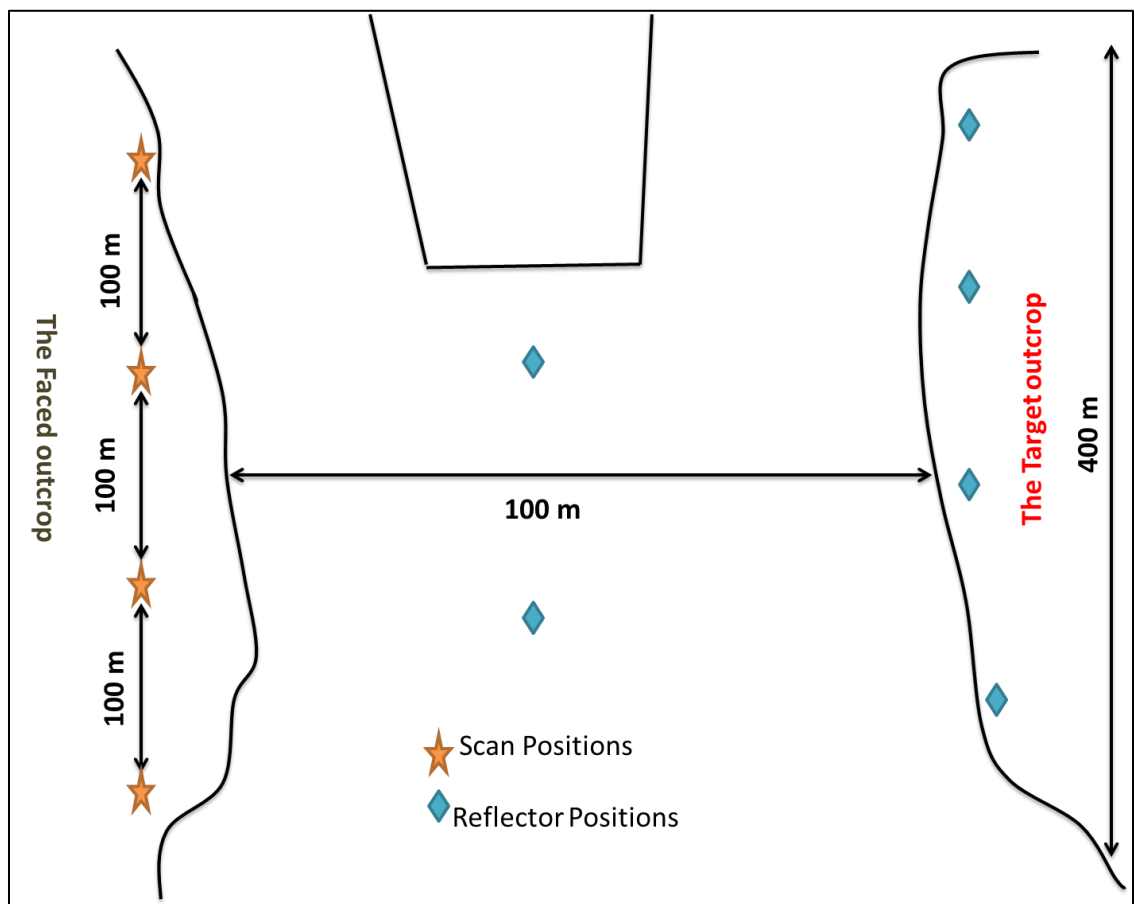 100 m
The Faced outcrop
100 m
100 m
100 m
The Target outcrop
400 m
Scan Positions
Reflector Positions